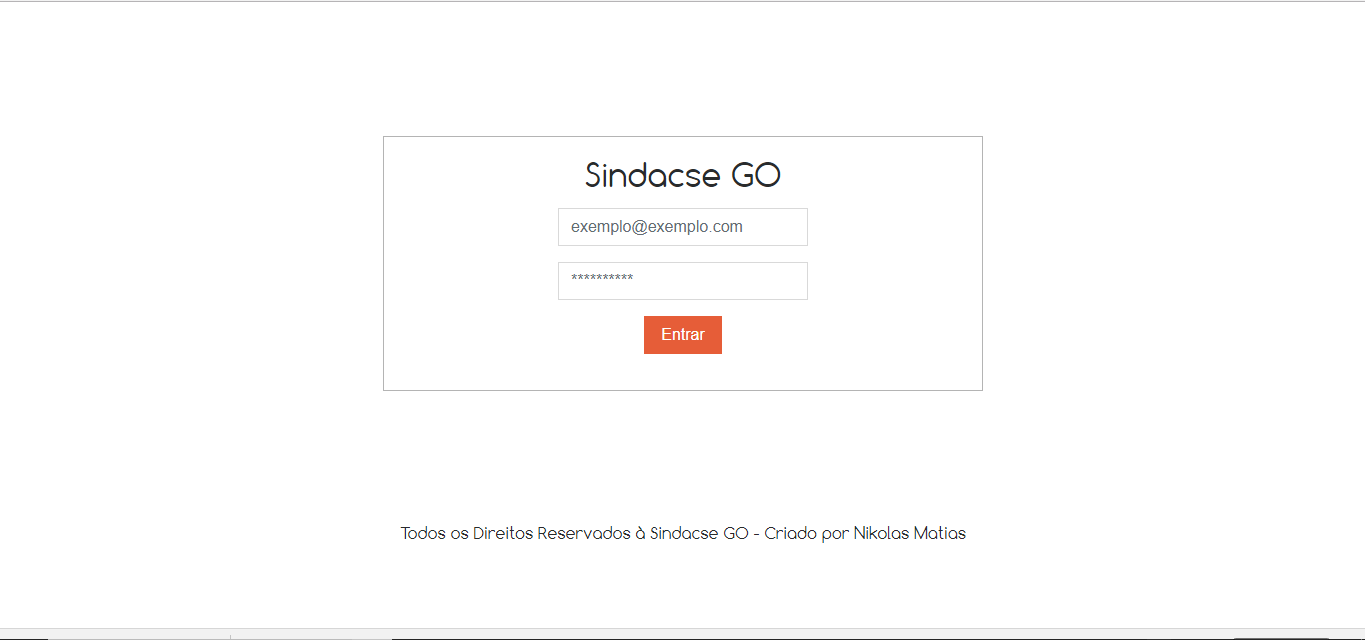 Sindacse GO
exemplo@exemplo.com
**********
Entrar
Todos os Direitos Reservados à Sindacse GO - Criado por Nikolas Matias